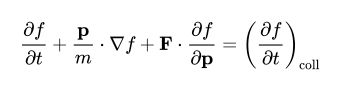 ∂f/∂t + p/m · ∇f + F · ∂f/∂p = (∂f/∂t)_coll